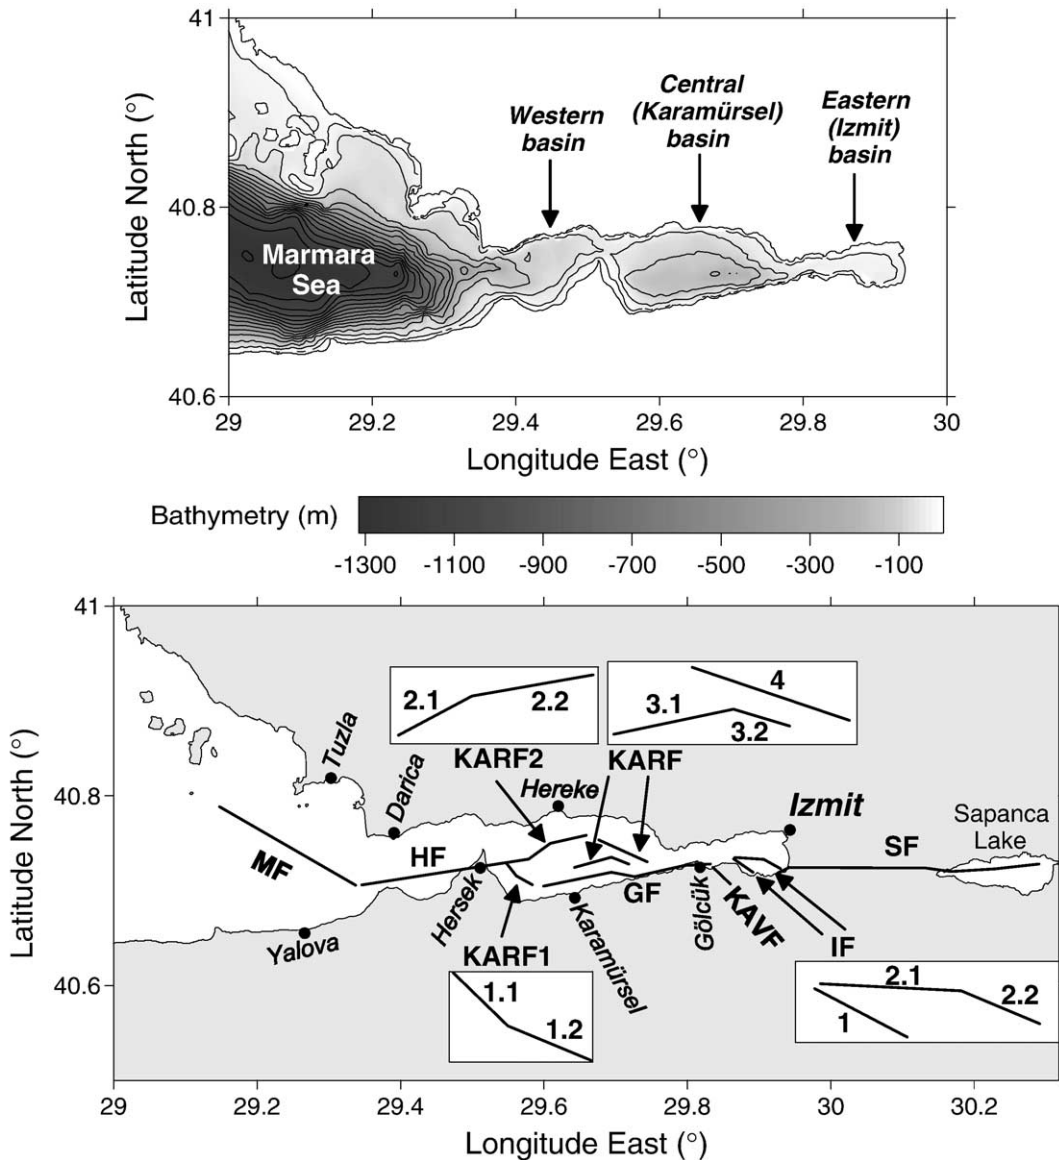 41
40.8
40.6
Latitude North (°)
Western
basin
Central
(Karamürsel)
basin
Eastern
(Izmit)
basin
Marmara
Sea
29
29.2
29.4
29.6
29.8
30
Longitude East (°)
Bathymetry (m)
-1300
-1100
-900
-700
-500
-300
-100
41
40.8
40.6
Latitude North (°)
2.1
2.2
3.1
3.2
4
KARF2
KARF
Tuzla
Darica
Hereke
Izmit
Sapanca
Lake
MF
HF
SF
Hersek
GF
Gölcük
KAVF
IF
Yalova
KARF1
Karamürsel
1.1
1.2
2.1
2.2
1
29
29.2
29.4
29.6
29.8
30
30.2
Longitude East (°)